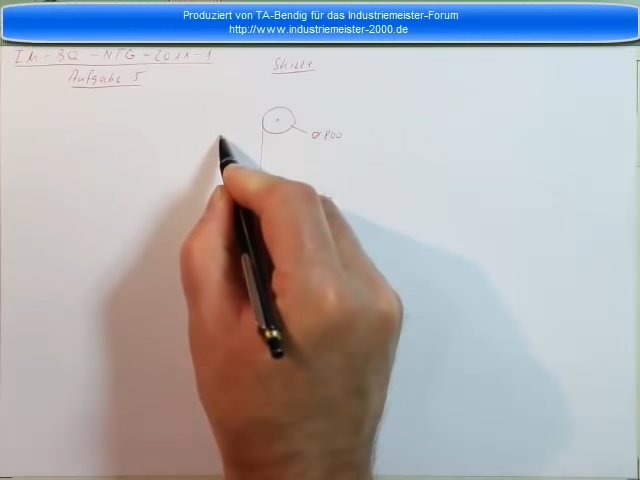 Produziert von TA-Bendig für das Industriemeister-Forum
http://www.industriemeister-2000.de
IM - BQ - NTG - 2011 - 1
Skizze
Aufgabe 5
⌀ 800